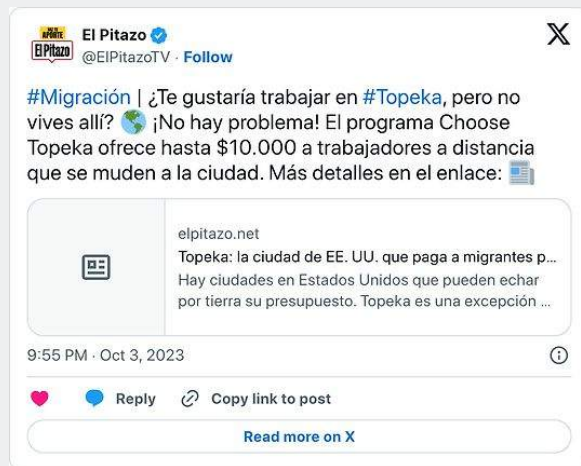 El Pitazo
@ElPitazoTV · Follow
#Migración | ¿Te gustaría trabajar en #Topeka, pero no
vives allí? 🌎 ¡No hay problema! El programa Choose
Topeka ofrece hasta $10.000 a trabajadores a distancia
que se muden a la ciudad. Más detalles en el enlace: 📰
elpitazo.net
Topeka: la ciudad de EE. UU. que paga a migrantes p...
Hay ciudades en Estados Unidos que pueden echar
por tierra su presupuesto. Topeka es una excepción ...
9:55 PM · Oct 3, 2023
Reply
Copy link to post
Read more on X